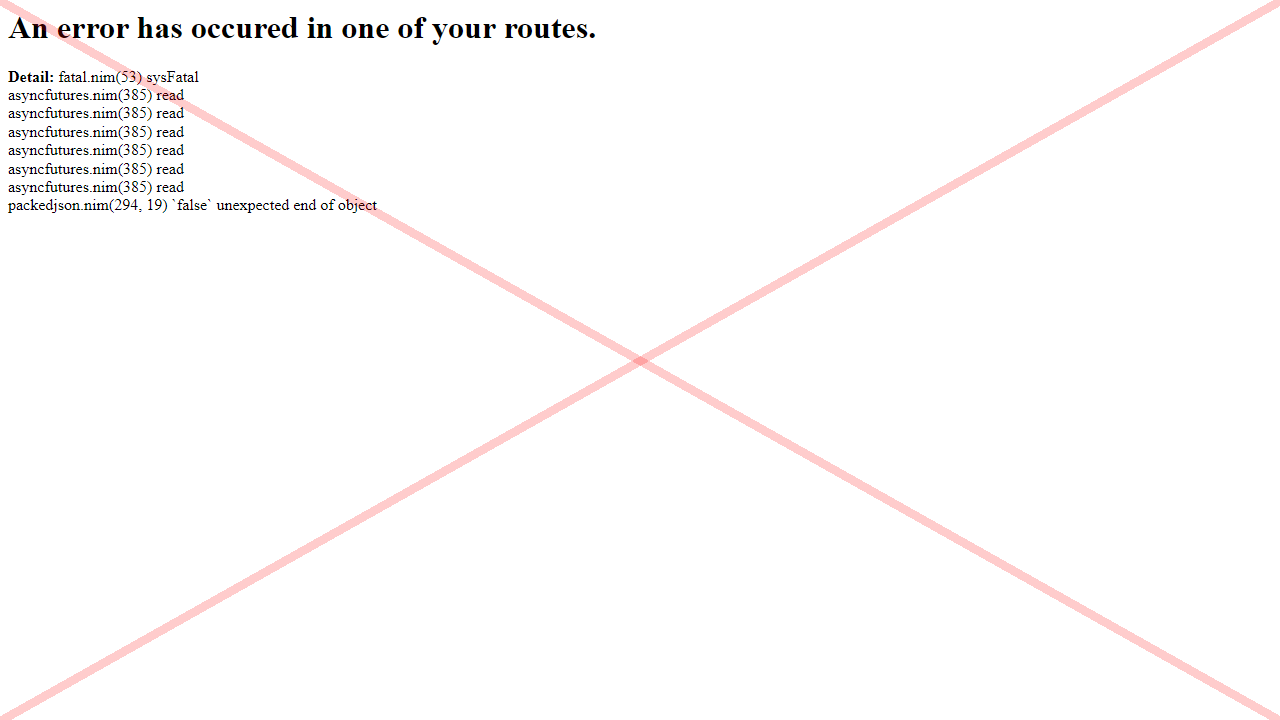 An error has occured in one of your routes.
Detail: fatal.nim(53) sysFatal
asyncfutures.nim(385) read
asyncfutures.nim(385) read
asyncfutures.nim(385) read
asyncfutures.nim(385) read
asyncfutures.nim(385) read
asyncfutures.nim(385) read
packedjson.nim(294, 19) `false` unexpected end of object